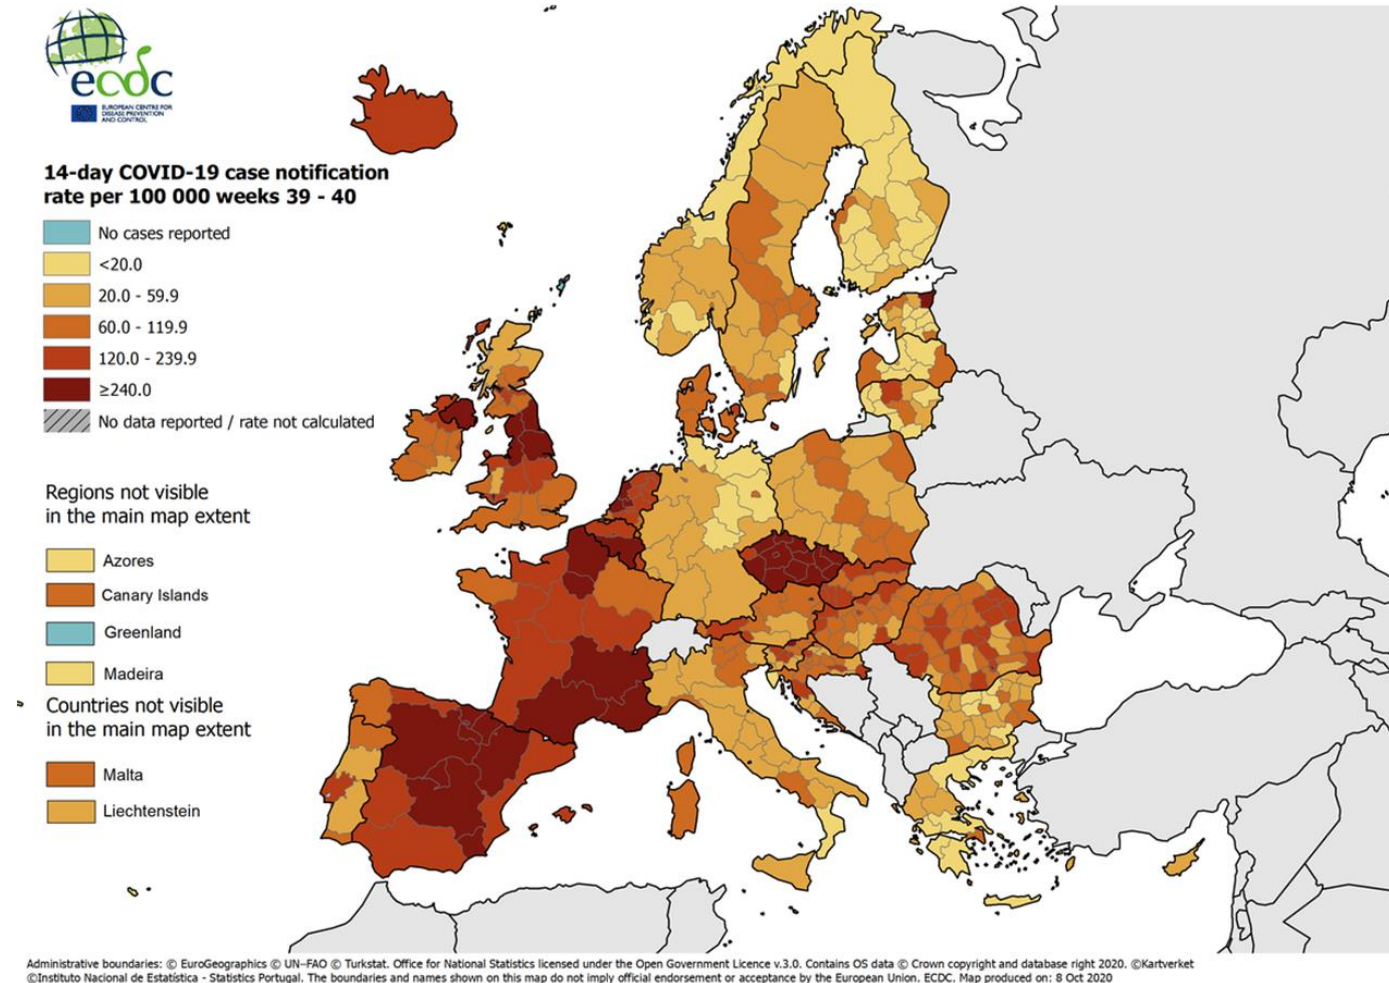 ecdc
EUROPEAN CENTRE FOR
DISEASE PREVENTION
AND CONTROL
14-day COVID-19 case notification
rate per 100 000 weeks 39 - 40
No cases reported
<20.0
20.0 - 59.9
60.0 - 119.9
120.0 - 239.9
≥240.0
No data reported / rate not calculated
Regions not visible
in the main map extent
Azores
Canary Islands
Greenland
Madeira
Countries not visible
in the main map extent
Malta
Liechtenstein
Administrative boundaries: © EuroGeographics © UN–FAO © Turkstat. Office for National Statistics licensed under the Open Government Licence v.3.0. Contains OS data © Crown copyright and database right 2020. ©Kartverket
©Instituto Nacional de Estatística - Statistics Portugal. The boundaries and names shown on this map do not imply official endorsement or acceptance by the European Union. ECDC. Map produced on: 8 Oct 2020